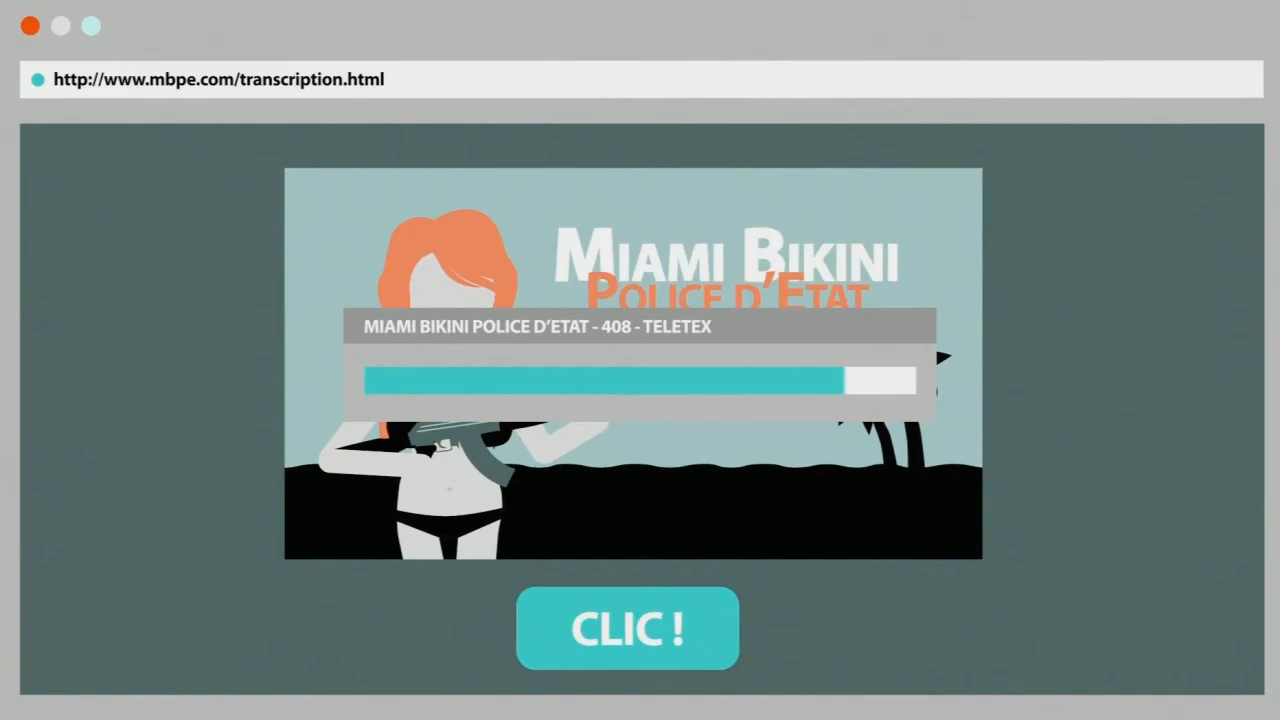 http://www.mbpe.com/transcription.html
MIAMI BIKINI
POLICE D'ETAT
MIAMI BIKINI POLICE D'ETAT - 408 - TELETEX
CLIC !